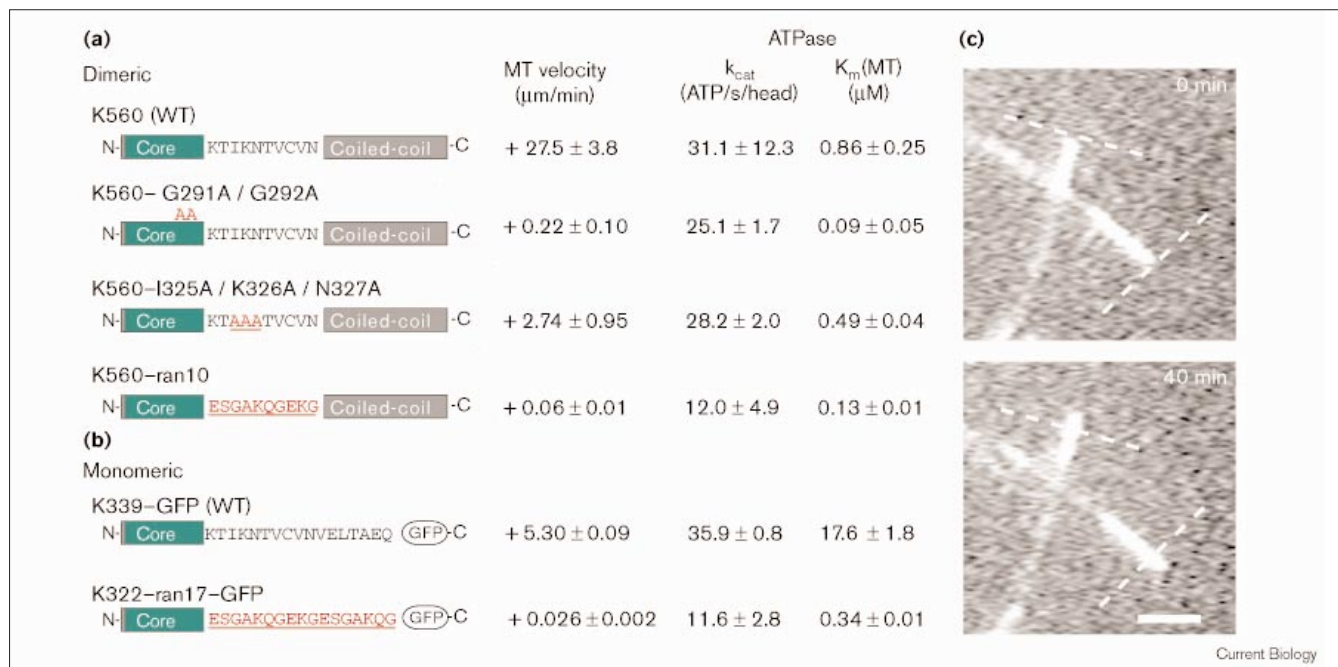 (a)
Dimeric
MT velocity
(μm/min)
ATPase
kcat
(ATP/s/head)
Km(MT)
(μM)
K560 (WT)
N- Core KTIKNTVCVN Coiled-coil -C + 27.5 ± 3.8 31.1 ± 12.3 0.86 ± 0.25
K560– G291A / G292A
AA
N- Core KTIKNTVCVN Coiled-coil -C + 0.22 ± 0.10 25.1 ± 1.7 0.09 ± 0.05
K560–I325A / K326A / N327A
N- Core KTAAATVCVN Coiled-coil -C + 2.74 ± 0.95 28.2 ± 2.0 0.49 ± 0.04
K560–ran10
N- Core ESGAKQGEKG Coiled-coil -C + 0.06 ± 0.01 12.0 ± 4.9 0.13 ± 0.01
(b)
Monomeric
K339–GFP (WT)
N- Core KTIKNTVCVNVELTAEQ GFP -C + 5.30 ± 0.09 35.9 ± 0.8 17.6 ± 1.8
K322–ran17–GFP
N- Core ESGAKQGEKGESGAKQG GFP -C + 0.026 ± 0.002 11.6 ± 2.8 0.34 ± 0.01
(c)
0 min
40 min
Current Biology